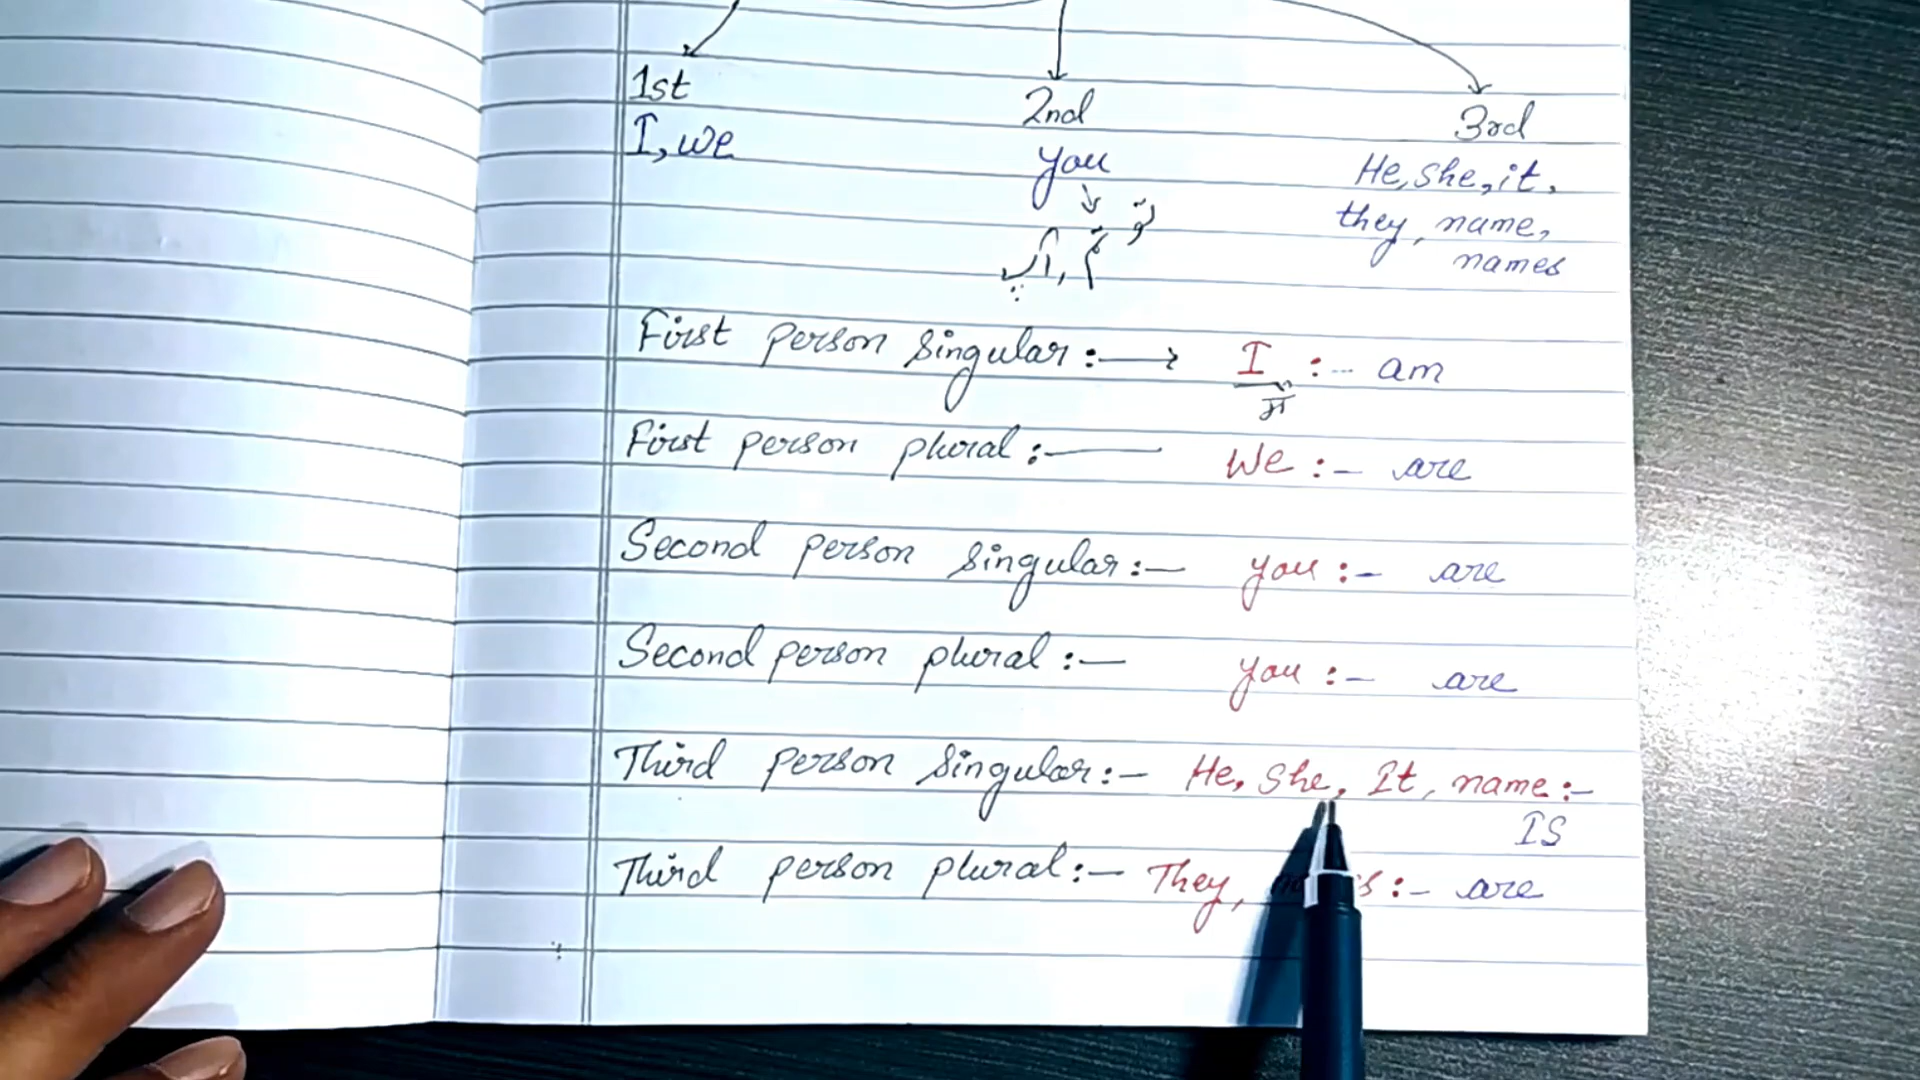 1st 2nd 3rd
I, we you He, she, it,
they, name,
names
تو
تم, آپ
First person singular :→ I :- am
First person plural :— We :- are
Second person singular :- you :- are
Second person plural :— you :- are
Third person singular :- He, She, It, name :-
IS
Third person plural :- They, :- are